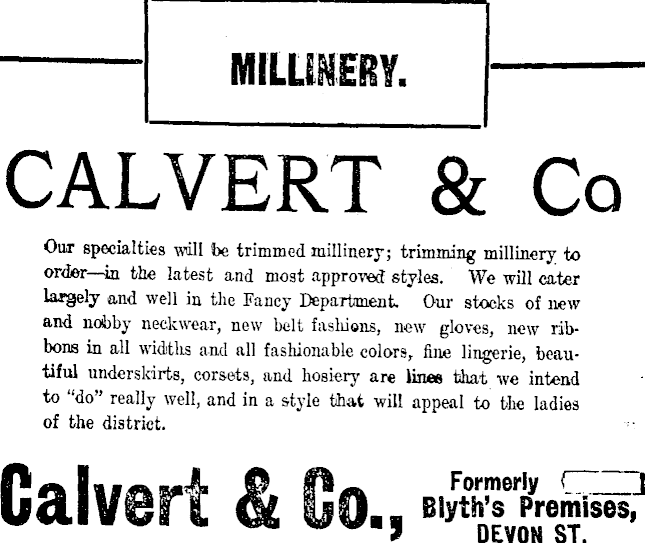 MILLINERY.
CALVERT & Co
Our specialties will be trimmed millinery; trimming millinery to
order—in the latest and most approved styles. We will cater
largely and well in the Fancy Department. Our stocks of new
and nobby neckwear, new belt fashions, new gloves, new rib-
bons in all widths and all fashionable colors, fine lingerie, beau-
tiful underskirts, corsets, and hosiery are lines that we intend
to “do” really well, and in a style that will appeal to the ladies
of the district.
Calvert & Co.,
Formerly
Blyth's Premises,
DEVON ST.